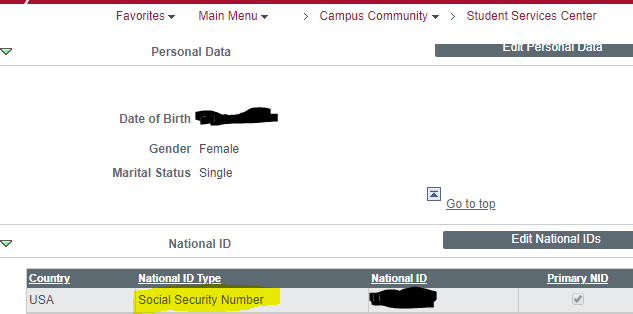 Favorites Main Menu > Campus Community > Student Services Center
Personal Data Edit Personal Data
Date of Birth
Gender Female
Marital Status Single
Go to top
National ID Edit National IDs
Country National ID Type National ID Primary NID
USA Social Security Number